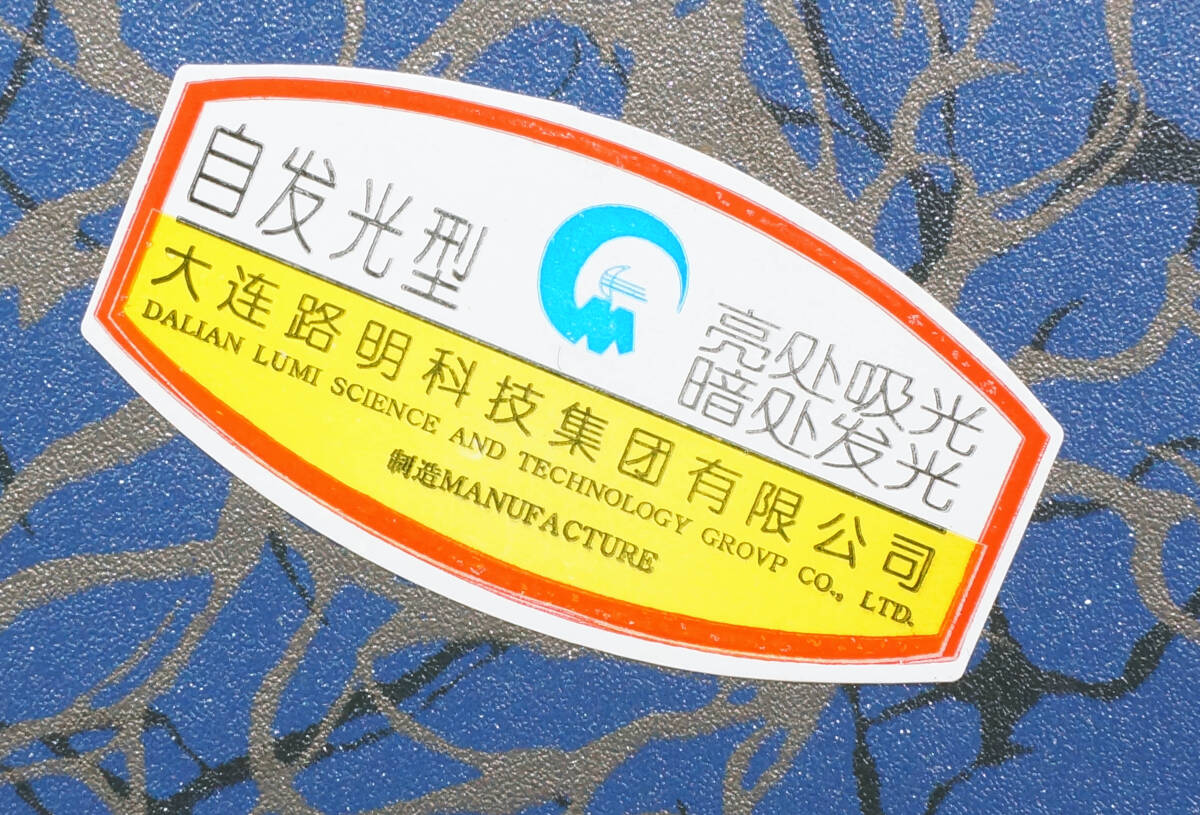 自发光型
亮处吸光
暗处发光
大连路明科技集团有限公司
DALIAN LUMI SCIENCE AND TECHNOLOGY GROVP CO., LTD.
制造MANUFACTURE